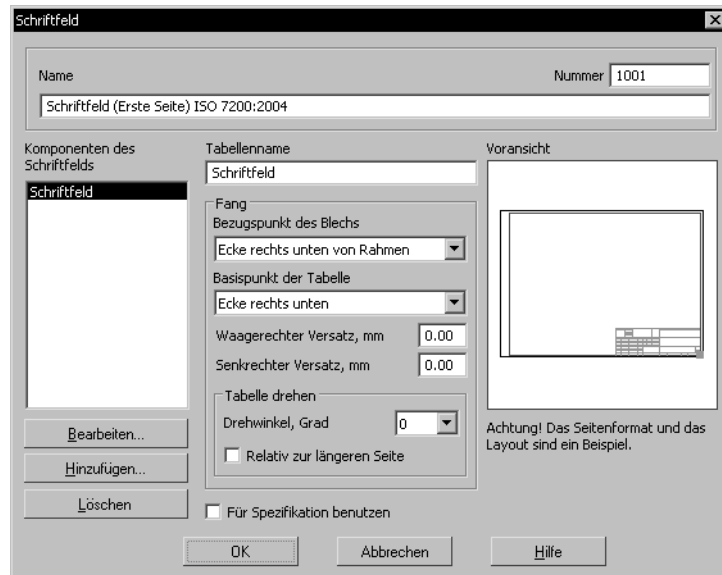 Schriftfeld
Name
Nummer 1001
Schriftfeld (Erste Seite) ISO 7200:2004
Komponenten des
Schriftfelds
Schriftfeld
Bearbeiten...
Hinzufügen...
Löschen
Tabellenname
Schriftfeld
Fang
Bezugspunkt des Blechs
Ecke rechts unten von Rahmen
Basispunkt der Tabelle
Ecke rechts unten
Waagerechter Versatz, mm 0.00
Senkrechter Versatz, mm 0.00
Tabelle drehen
Drehwinkel, Grad 0
Relativ zur längeren Seite
Für Spezifikation benutzen
Voransicht
Achtung! Das Seitenformat und das
Layout sind ein Beispiel.
OK Abbrechen Hilfe